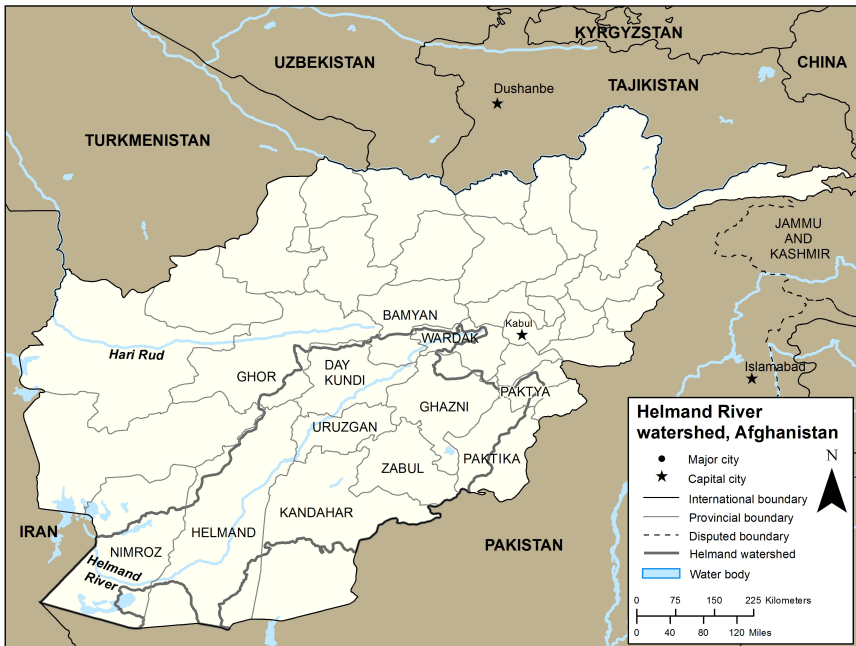 KYRGYZSTAN
UZBEKISTAN
CHINA
Dushanbe
TAJIKISTAN
TURKMENISTAN
JAMMU
AND
KASHMIR
BAMYAN
Kabul
WARDAK
Hari Rud
GHOR
DAY
KUNDI
Islamabad
PAKTYA
GHAZNI
URUZGAN
PAKTIKA
ZABUL
KANDAHAR
HELMAND
IRAN
NIMROZ
PAKISTAN
Helmand
River
Helmand River
watershed, Afghanistan
Major city
Capital city
International boundary
Provincial boundary
Disputed boundary
Helmand watershed
Water body
N
0 75 150 225 Kilometers
0 40 80 120 Miles